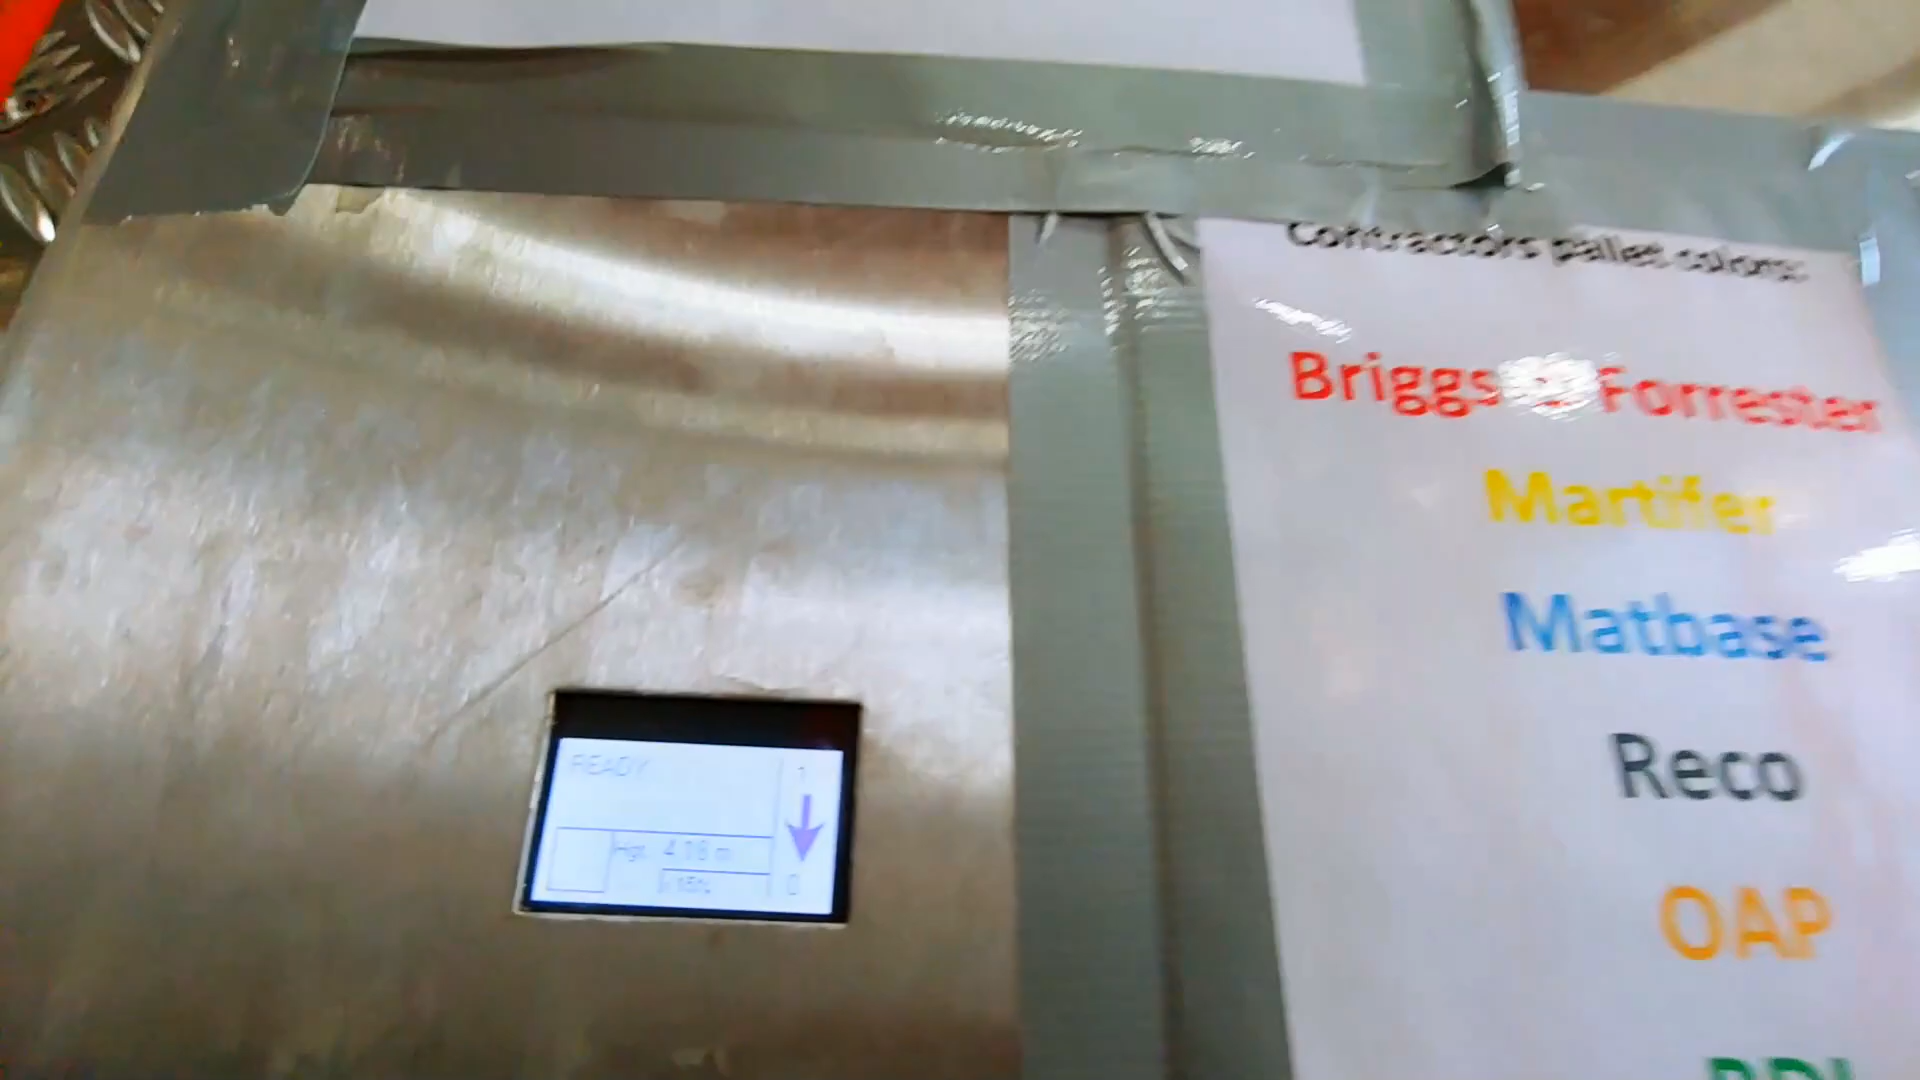 Contractors pallet colors:
Briggs & Forrester
Martifer
Matbase
Reco
OAP
READY
1
Hgt. 4.18 m
0